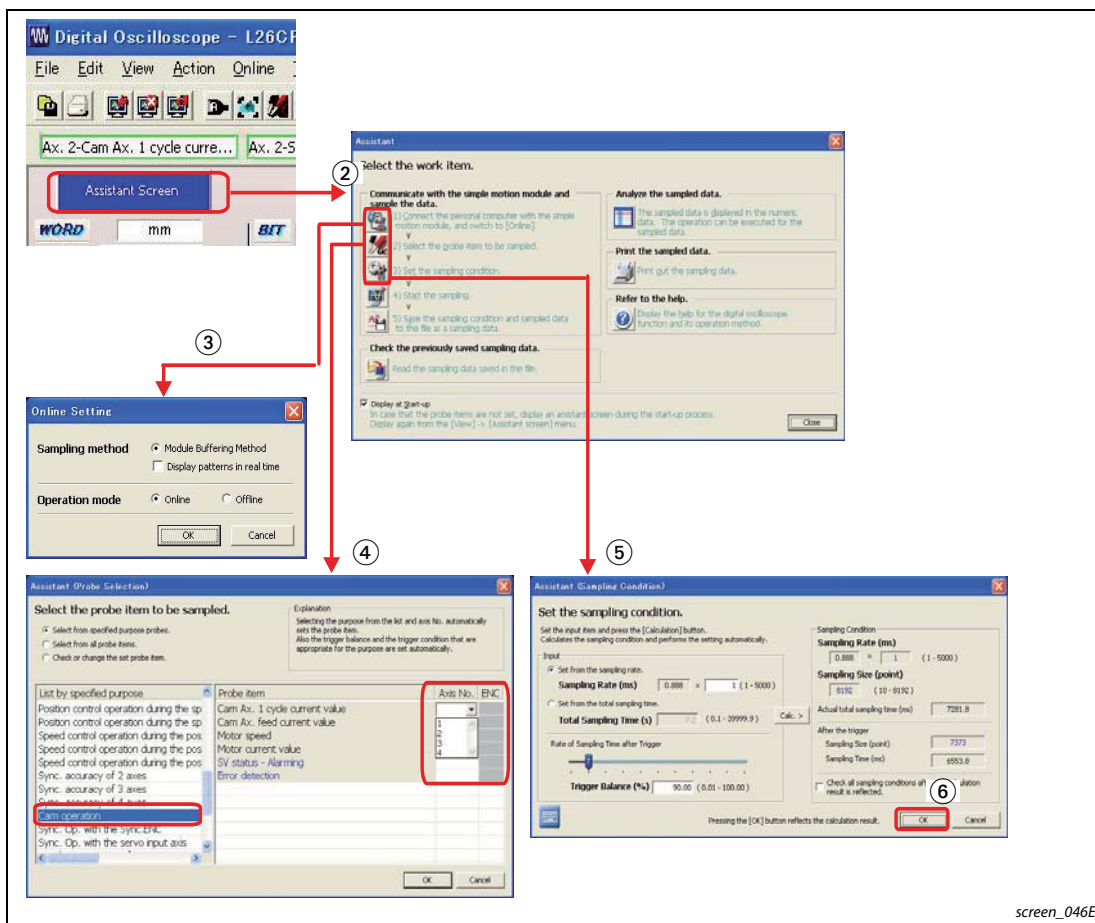 Digital Oscilloscope - L26CF
File Edit View Action Online
Ax. 2-Cam Ax. 1 cycle curre... Ax. 2-S
Assistant Screen
WORD mm BIT
②
Assistant
Select the work item.
Communicate with the simple motion module and
sample the data.
1) Connect the personal computer with the simple
motion module, and switch to [Online]
2) Select the probe item to be sampled.
3) Set the sampling condition.
4) Start the sampling.
5) Save the sampling condition and sampled data
to the file as a sampling data.
Check the previously saved sampling data.
Read the sampling data saved in the file.
Analyze the sampled data.
The sampled data is displayed in the numeric
data. The operation can be executed for the
sampled data.
Print the sampled data.
Print out the sampling data.
Refer to the help.
Display the help for the digital oscilloscope
function and its operation method.
Display at Start-up
In case that the probe items are not set, display an assistant screen during the start-up process.
Display again from the [View] -> [Assistant screen] menu.
Close
③
Online Setting
Sampling method Module Buffering Method
Display patterns in real time
Operation mode Online Offline
OK Cancel
④
Assistant (Probe Selection)
Select the probe item to be sampled.
Select from specified purpose probes.
Select from all probe items.
Check or change the set probe item.
Explanation
Selecting the purpose from the list and axis No. automatically
sets the probe item.
Also the trigger balance and the trigger condition that are
appropriate for the purpose are set automatically.
List by specified purpose Probe item Axis No. ENC
Position control operation during the sp Cam Ax. 1 cycle current value
Position control operation during the sp Cam Ax. feed current value 1
Speed control operation during the pos Motor speed 2
Speed control operation during the pos Motor current value 3
Speed control operation during the pos SV status - Alarming 4
Sync. accuracy of 2 axes Error detection
Sync. accuracy of 3 axes
Sync. accuracy of 4 axes
Cam operation
Sync. Op. with the Sync.ENC
Sync. Op. with the servo input axis
OK Cancel
⑤
Assistant (Sampling Condition)
Set the sampling condition.
Set the input item and press the [Calculation] button.
Calculates the sampling condition and performs the setting automatically.
Input
Set from the sampling rate.
Sampling Rate (ms) 0.888 × 1 (1-5000)
Set from the total sampling time.
Total Sampling Time (s) (0.1-39999.9)
Calc. >
Rate of Sampling Time after Trigger
Trigger Balance (%) 90.00 (0.01-100.00)
Sampling Condition
Sampling Rate (ms)
0.888 × 1 (1-5000)
Sampling Size (point)
8192 (10-8192)
Actual total sampling time (ms) 7281.8
After the trigger
Sampling Size (point) 7373
Sampling Time (ms) 6553.8
Check all sampling conditions af culation
result is reflected.
⑥
Pressing the [OK] button reflects the calculation result. OK Cancel
screen_046E